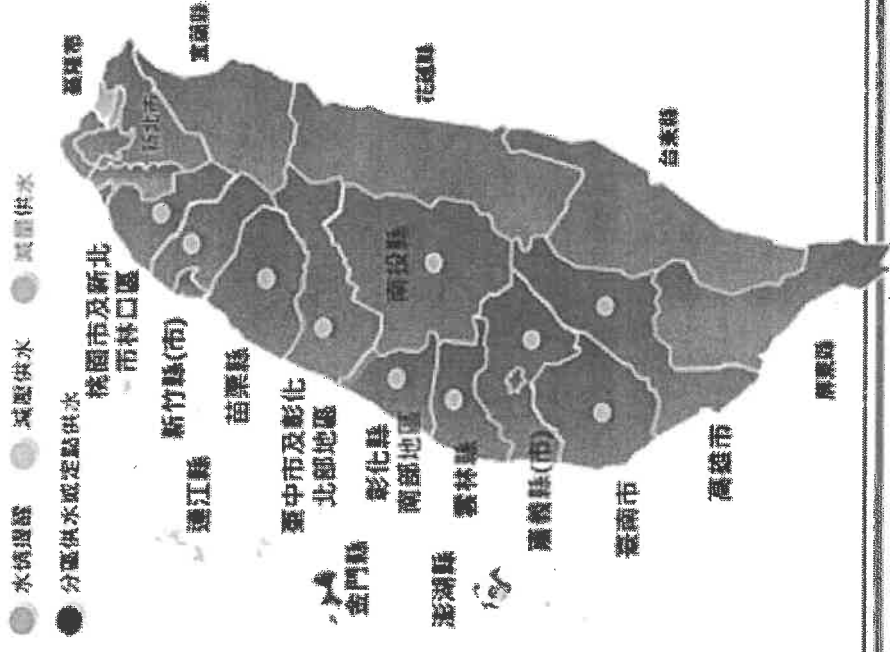 水情提醒
減壓供水
減量供水
分區供水或定點供水
基隆市
台北市
宜蘭縣
桃園市及新北
市林口區
新竹縣(市)
苗栗縣
連江縣
臺中市及彰化
北部地區
南投縣
花蓮縣
彰化縣
南部地區
雲林縣
金門縣
澎湖縣
嘉義縣(市)
臺南市
高雄市
台東縣
屏東縣